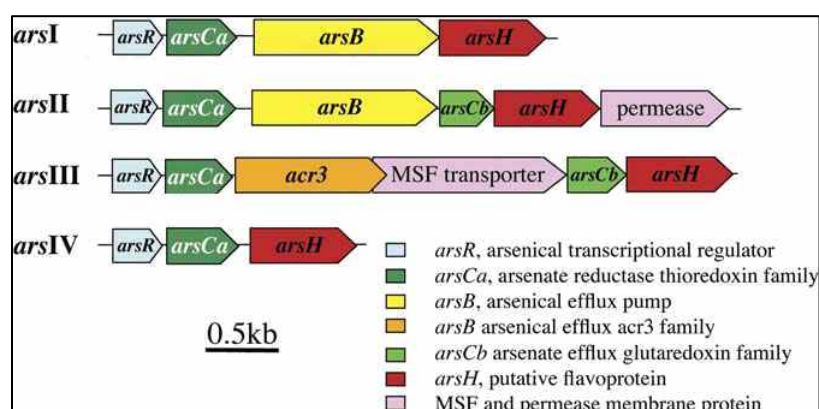 arsI arsR arsCa arsB arsH
arsII arsR arsCa arsB arsCb arsH permease
arsIII arsR arsCa acr3 MSF transporter arsCb arsH
arsIV arsR arsCa arsH
0.5kb
arsR, arsenical transcriptional regulator
arsCa, arsenate reductase thioredoxin family
arsB, arsenical efflux pump
arsB arsenical efflux acr3 family
arsCb arsenate efflux glutaredoxin family
arsH, putative flavoprotein
MSF and permease membrane protein